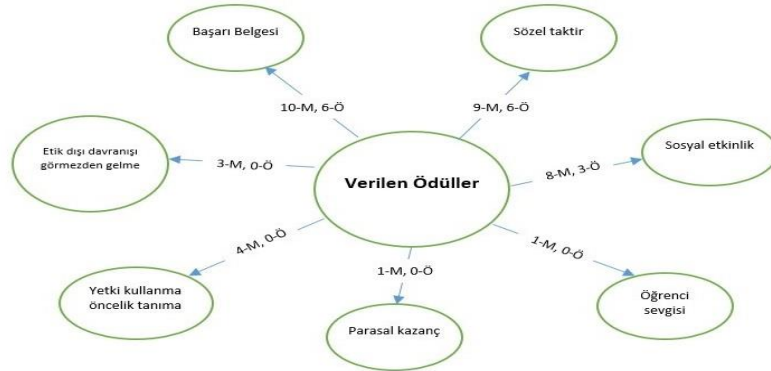 Başarı Belgesi
Sözel taktir
10-M, 6-Ö
9-M, 6-Ö
Etik dışı davranışı
görmezden gelme
3-M, 0-Ö
Verilen Ödüller
8-M, 3-Ö
Sosyal etkinlik
4-M, 0-Ö
1-M, 0-Ö
1-M, 0-Ö
Yetki kullanma
öncelik tanıma
Parasal kazanç
Öğrenci
sevgisi